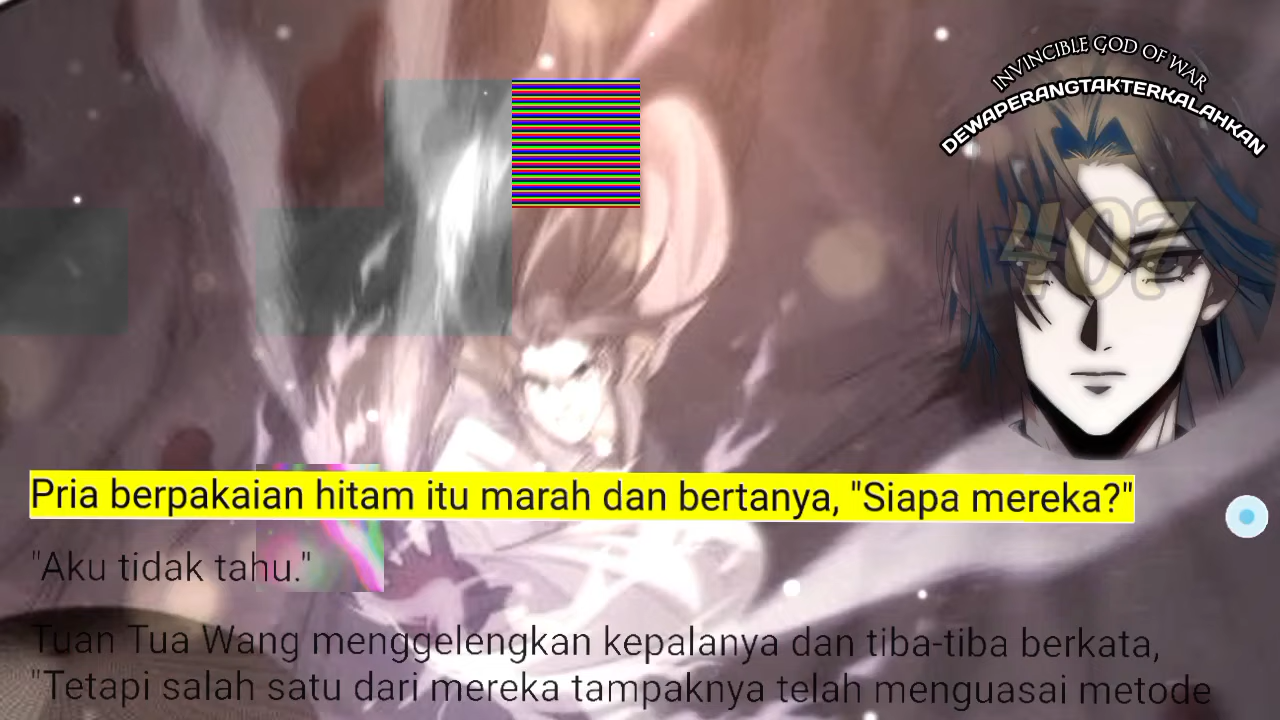 INVINCIBLE GOD OF WAR
DEWAPERANGTAKTERKALAHKAN
407
Pria berpakaian hitam itu marah dan bertanya, "Siapa mereka?"
"Aku tidak tahu."
Tuan Tua Wang menggelengkan kepalanya dan tiba-tiba berkata,
"Tetapi salah satu dari mereka tampaknya telah menguasai metode